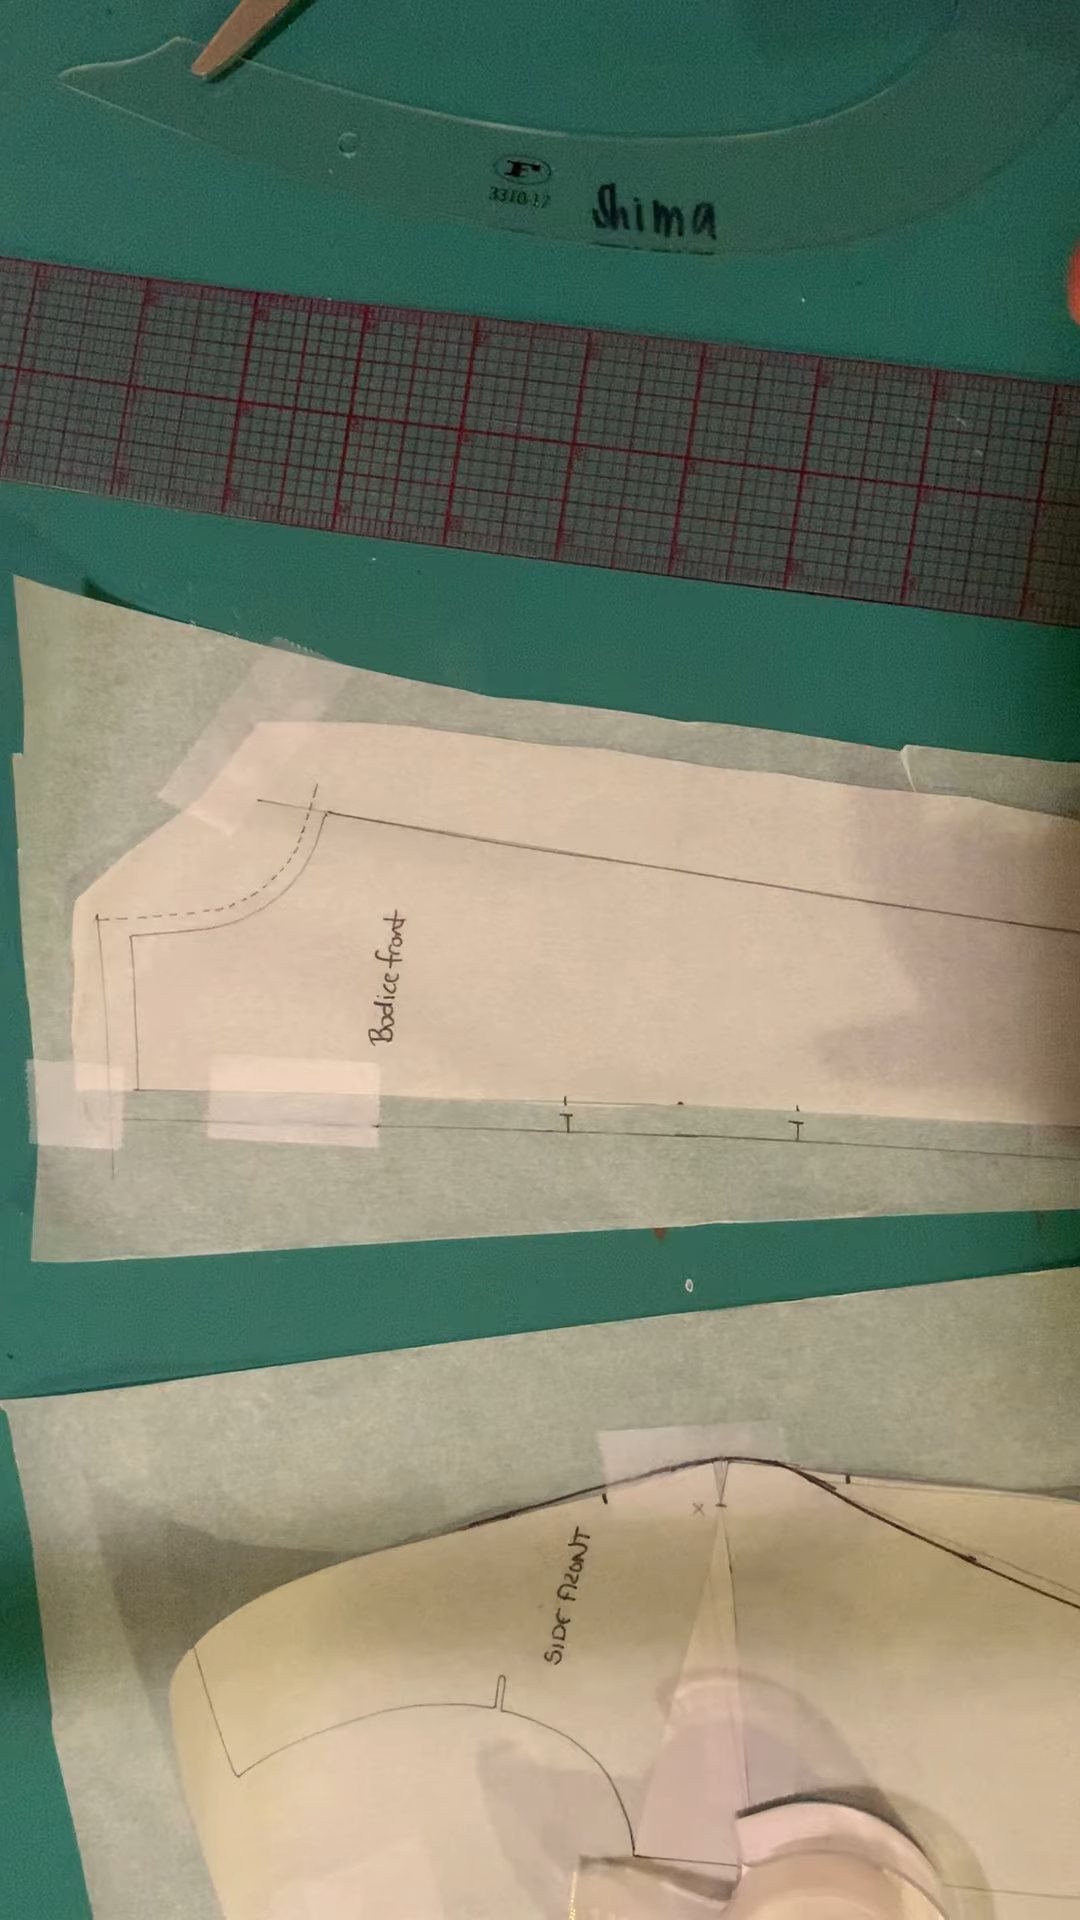 F
3310-17
Shima
Bodice front
x
SIDE FRONT